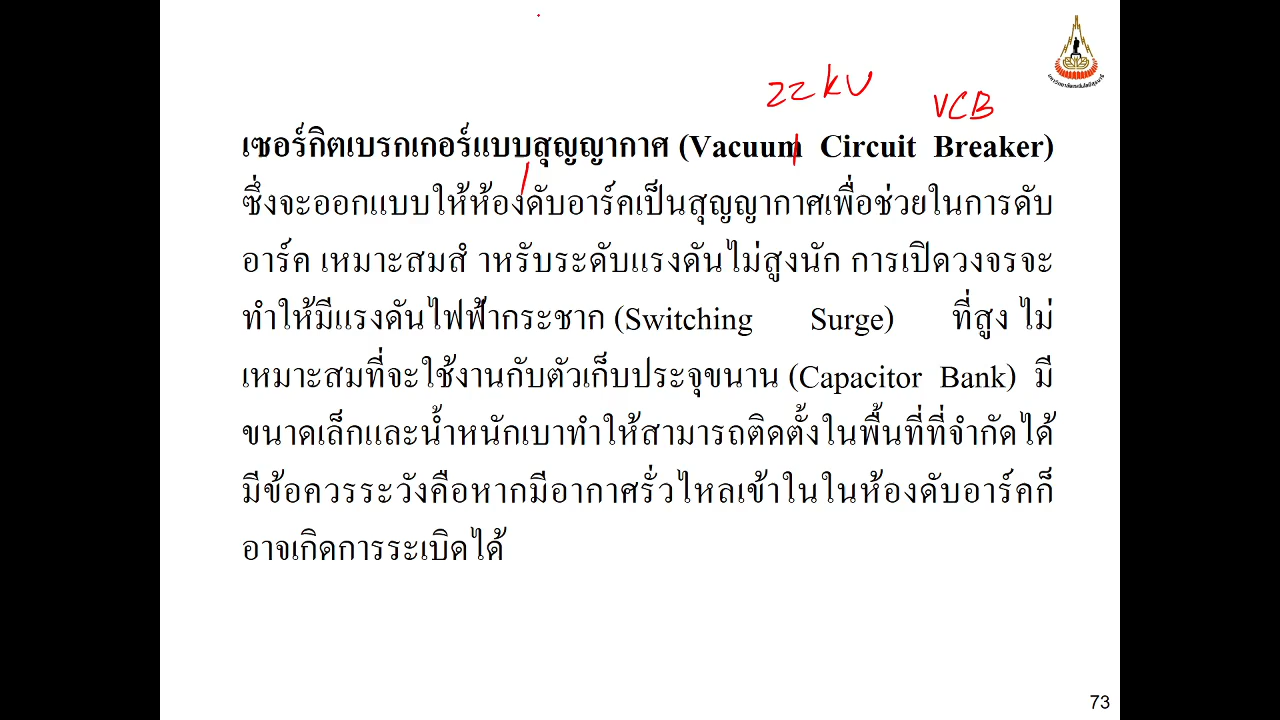 22 kV
VCB
เซอร์กิตเบรกเกอร์แบบสุญญากาศ (Vacuum Circuit Breaker)
ซึ่งจะออกแบบให้ห้องดับอาร์คเป็นสุญญากาศเพื่อช่วยในการดับ
อาร์ค เหมาะสมสำ าหรับระดับแรงดันไม่สูงนัก การเปิดวงจรจะ
ทำให้มีแรงดันไฟฟ้ากระชาก (Switching Surge) ที่สูง ไม่
เหมาะสมที่จะใช้งานกับตัวเก็บประจุขนาน (Capacitor Bank) มี
ขนาดเล็กและน้ำหนักเบาทำให้สามารถติดตั้งในพื้นที่ที่จำกัดได้
มีข้อควรระวังคือหากมีอากาศรั่วไหลเข้าในในห้องดับอาร์คก็
อาจเกิดการระเบิดได้
73